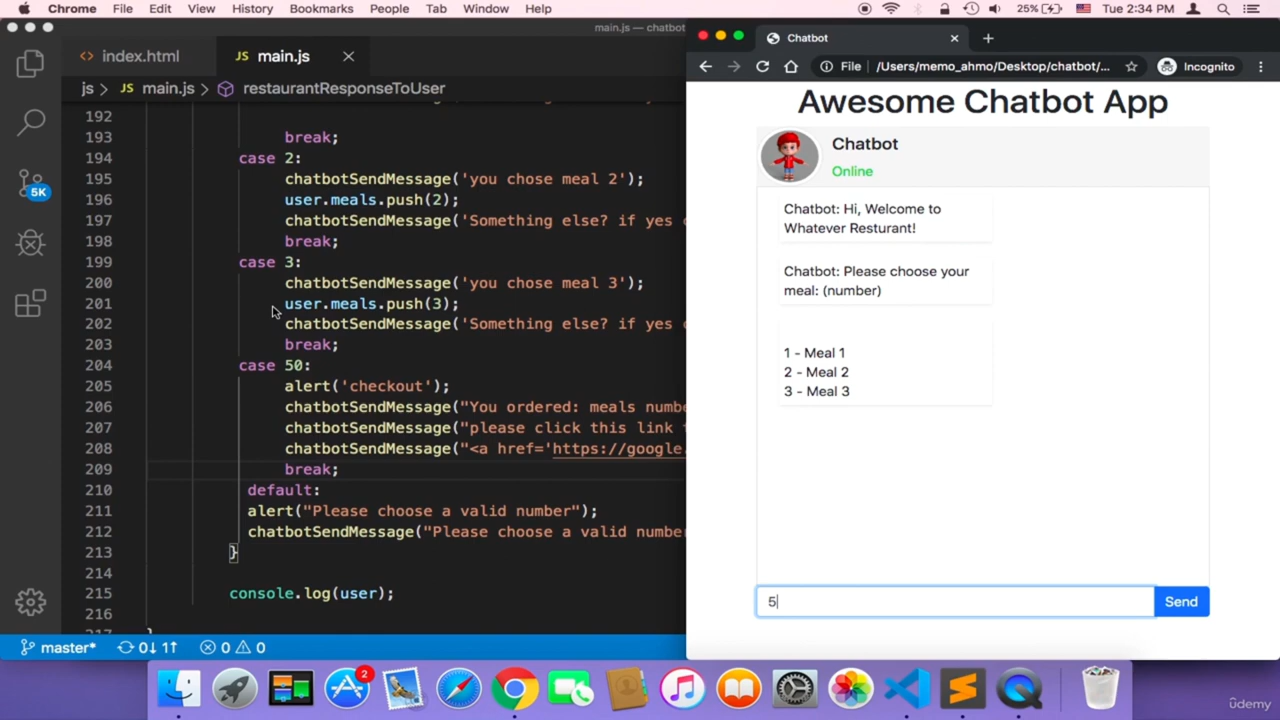 Chrome File Edit View History Bookmarks People Tab Window Help 25% Tue 2:34 PM
main.js — chatbot
index.html JS main.js
js > JS main.js > restaurantResponseToUser
192
193 break;
194 case 2:
195 chatbotSendMessage('you chose meal 2');
196 user.meals.push(2);
197 chatbotSendMessage('Something else? if yes
198 break;
199 case 3:
200 chatbotSendMessage('you chose meal 3');
201 user.meals.push(3);
202 chatbotSendMessage('Something else? if yes
203 break;
204 case 50:
205 alert('checkout');
206 chatbotSendMessage("You ordered: meals numbe
207 chatbotSendMessage("please click this link
208 chatbotSendMessage("<a href='https://google.
209 break;
210 default:
211 alert("Please choose a valid number");
212 chatbotSendMessage("Please choose a valid number
213 }
214
215 console.log(user);
216
5K
master* 0↓ 1↑ 0 0
Chatbot
File /Users/memo_ahmo/Desktop/chatbot/... Incognito
Awesome Chatbot App
Chatbot
Online
Chatbot: Hi, Welcome to
Whatever Resturant!
Chatbot: Please choose your
meal: (number)
1 - Meal 1
2 - Meal 2
3 - Meal 3
5
Send
2
ûdemy